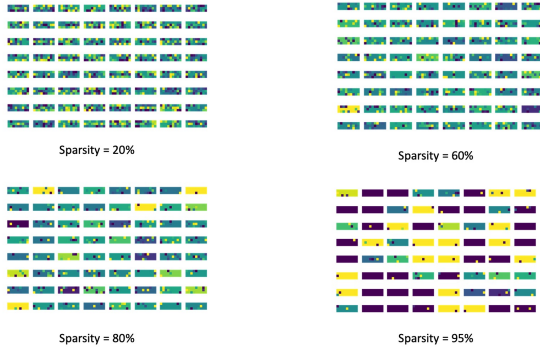 Sparsity = 20%
Sparsity = 60%
Sparsity = 80%
Sparsity = 95%